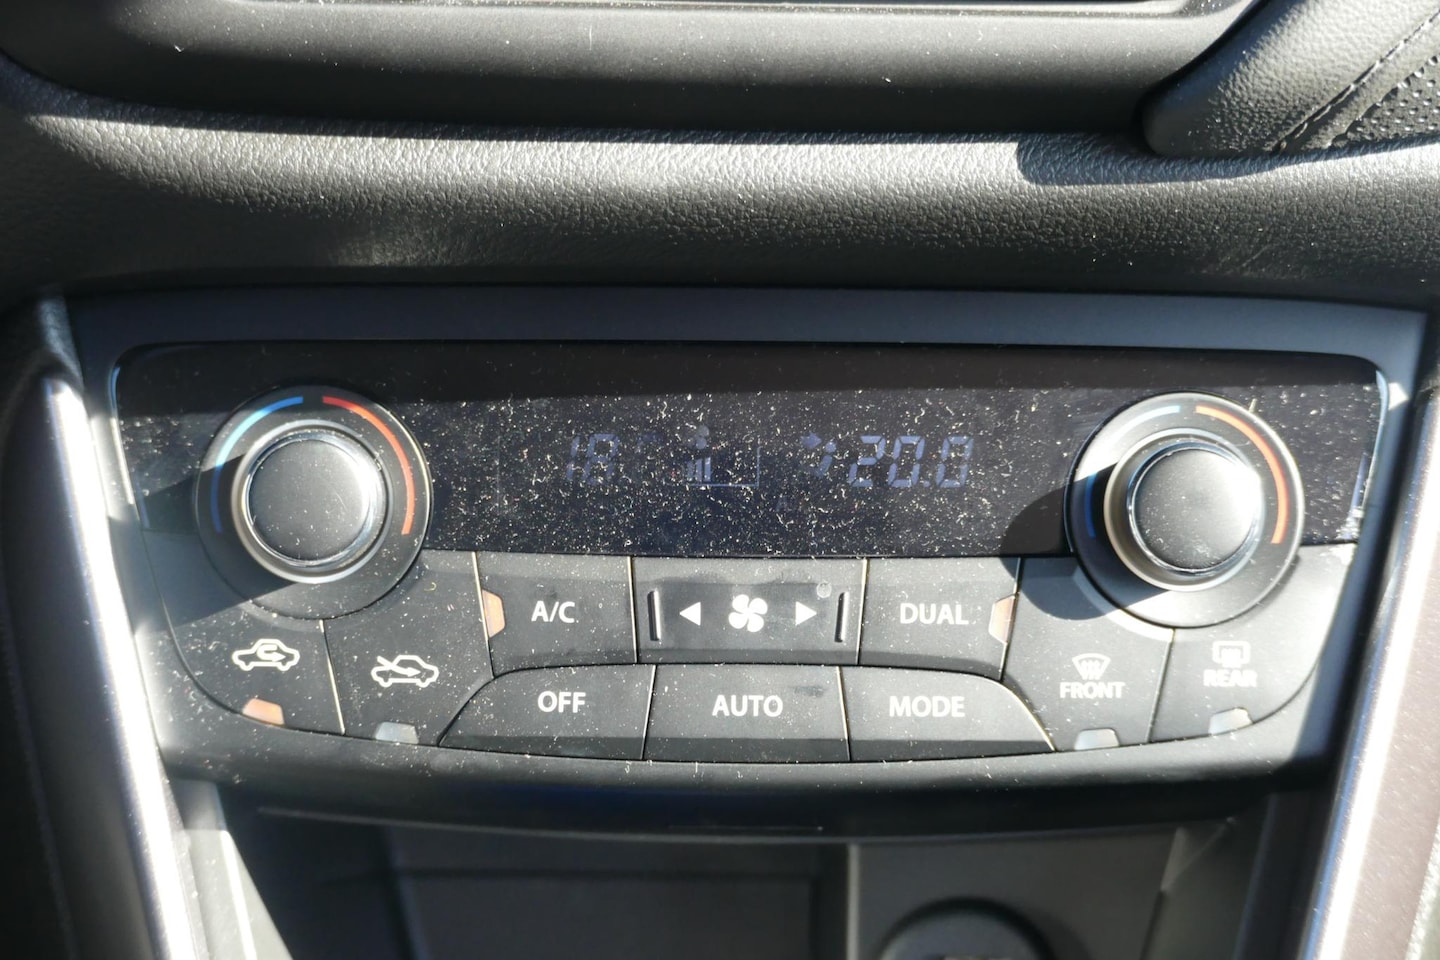 18
20.0
A/C
DUAL
OFF
AUTO
MODE
FRONT
REAR